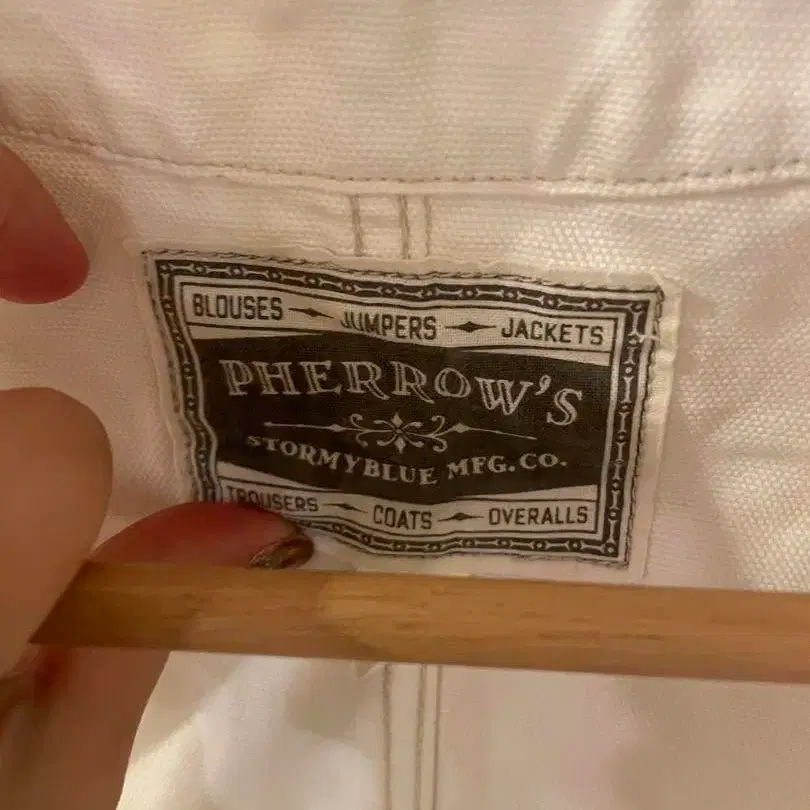 BLOUSES JUMPERS JACKETS
PHERROW'S
STORMYBLUE MFG.CO.
TROUSERS COATS OVERALLS